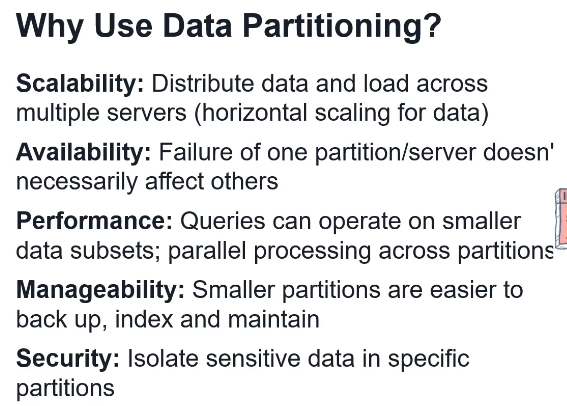 Why Use Data Partitioning?
Scalability: Distribute data and load across
multiple servers (horizontal scaling for data)
Availability: Failure of one partition/server doesn'
necessarily affect others
Performance: Queries can operate on smaller
data subsets; parallel processing across partitions
Manageability: Smaller partitions are easier to
back up, index and maintain
Security: Isolate sensitive data in specific
partitions